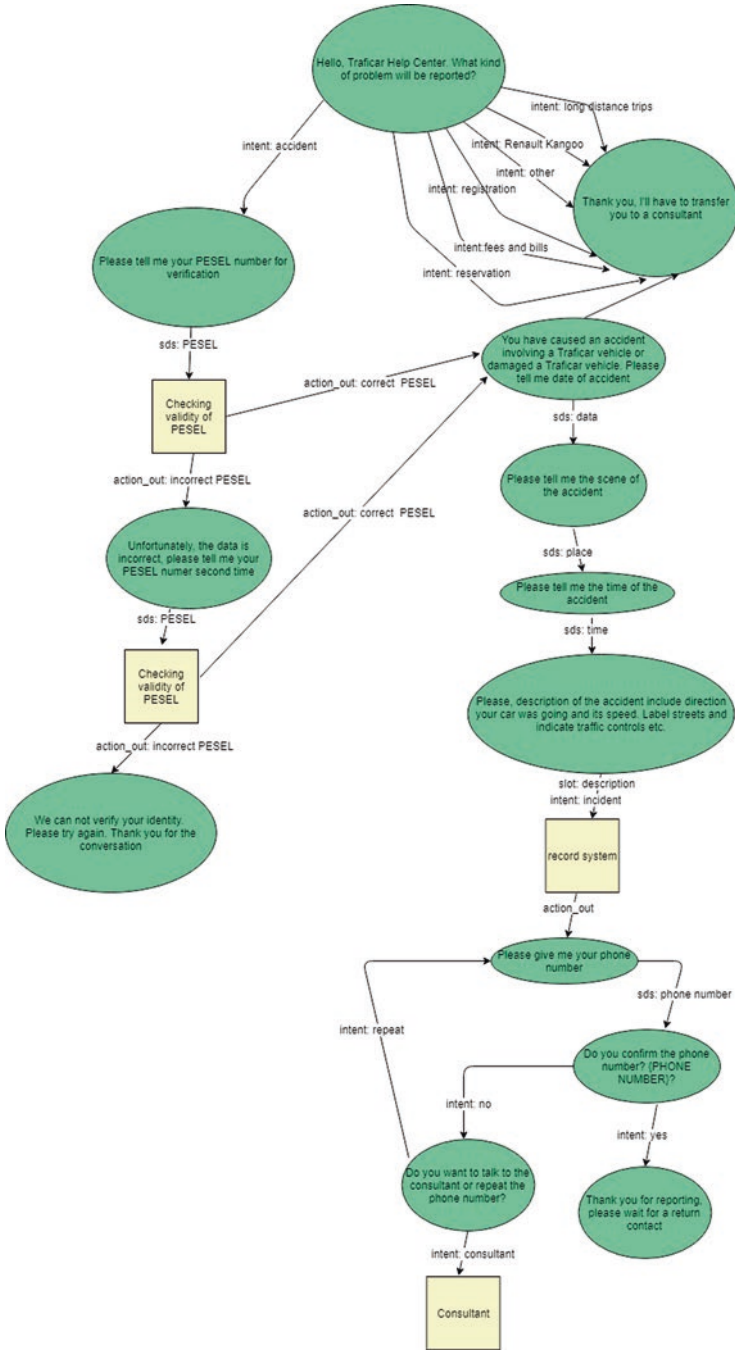 Hello, Traficar Help Center. What kind
of problem will be reported?
intent: long distance trips
intent: accident
intent: Renault Kangoo
intent: other
intent: registration
intent:fees and bills
intent: reservation
Thank you, I'll have to transfer
you to a consultant
Please tell me your PESEL number for
verification
sds: PESEL
Checking
validity of
PESEL
action_out: correct PESEL
You have caused an accident
involving a Traficar vehicle or
damaged a Traficar vehicle. Please
tell me date of accident
sds: data
action_out: incorrect PESEL
Please tell me the scene of
the accident
action_out: correct PESEL
Unfortunately, the data is
incorrect, please tell me your
PESEL numer second time
sds: place
Please tell me the time of the
accident
sds: PESEL
sds: time
Checking
validity of
PESEL
Please, description of the accident include direction
your car was going and its speed. Label streets and
indicate traffic controls etc.
action_out: incorrect PESEL
slot: description
intent: incident
We can not verify your identity.
Please try again. Thank you for the
conversation
record system
action_out
Please give me your phone
number
sds: phone number
intent: repeat
Do you confirm the phone
number? {PHONE
NUMBER}?
intent: no
intent: yes
Do you want to talk to the
consultant or repeat the
phone number?
Thank you for reporting,
please wait for a return
contact
intent: consultant
Consultant